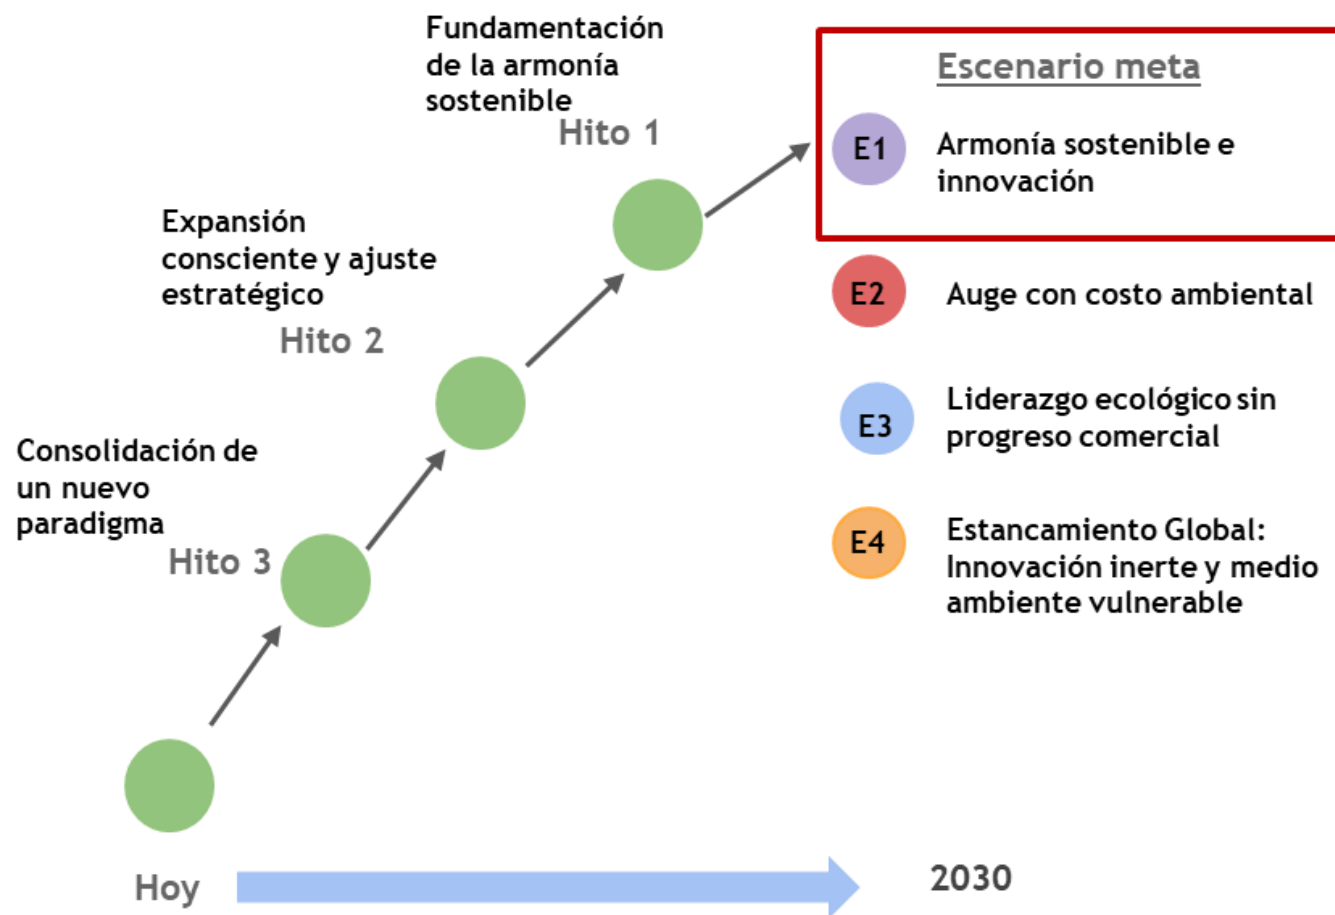 Fundamentación
de la armonía
sostenible
Hito 1
Escenario meta
E1
Armonía sostenible e
innovación
Expansión
consciente y ajuste
estratégico
Hito 2
E2
Auge con costo ambiental
E3
Liderazgo ecológico sin
progreso comercial
Consolidación de
un nuevo
paradigma
Hito 3
E4
Estancamiento Global:
Innovación inerte y medio
ambiente vulnerable
Hoy
2030